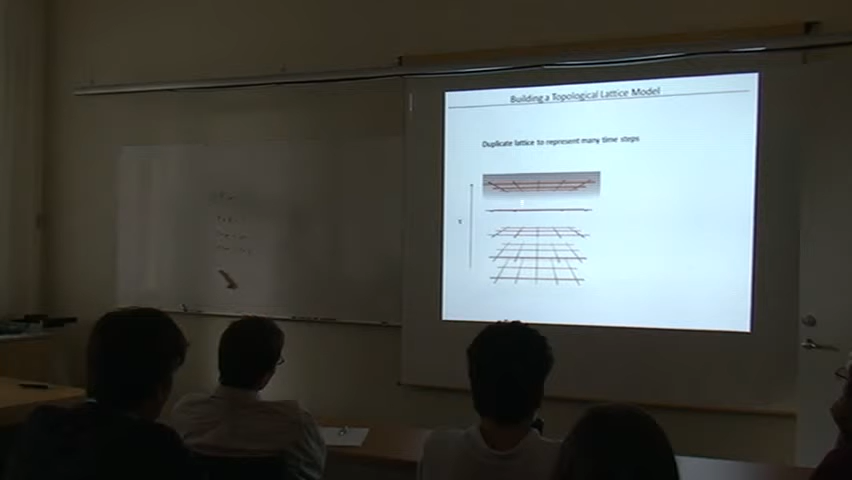 Building a Topological Lattice Model
Duplicate lattice to represent many time steps